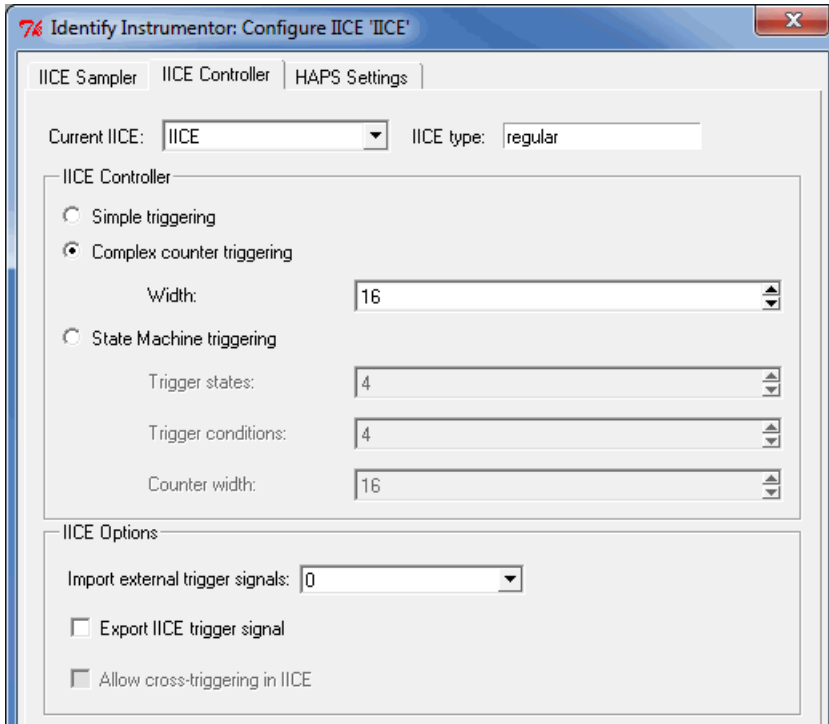 Identify Instrumentor: Configure IICE 'IICE'
IICE Sampler IICE Controller HAPS Settings
Current IICE: IICE IICE type: regular
IICE Controller
Simple triggering
Complex counter triggering
Width: 16
State Machine triggering
Trigger states: 4
Trigger conditions: 4
Counter width: 16
IICE Options
Import external trigger signals: 0
Export IICE trigger signal
Allow cross-triggering in IICE